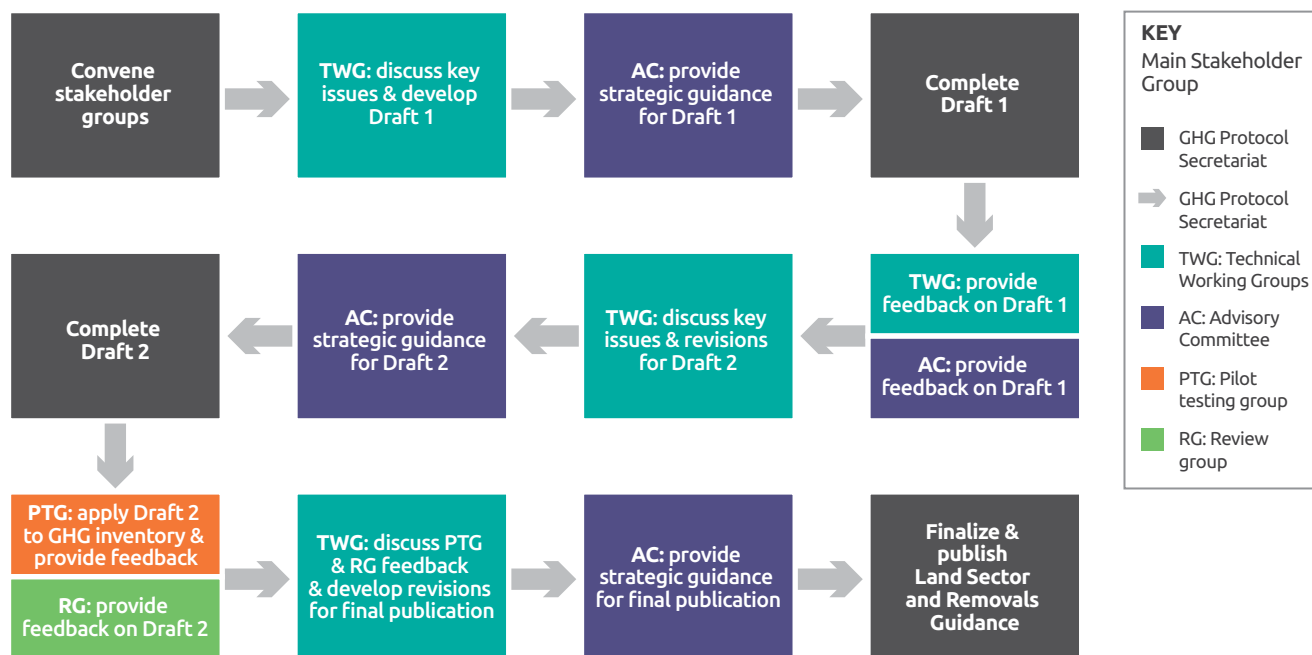 Convene
stakeholder
groups
TWG: discuss key
issues & develop
Draft 1
AC: provide
strategic guidance
for Draft 1
Complete
Draft 1
TWG: provide
feedback on Draft 1
AC: provide
feedback on Draft 1
TWG: discuss key
issues & revisions
for Draft 2
AC: provide
strategic guidance
for Draft 2
Complete
Draft 2
PTG: apply Draft 2
to GHG inventory &
provide feedback
RG: provide
feedback on Draft 2
TWG: discuss PTG
& RG feedback
& develop revisions
for final publication
AC: provide
strategic guidance
for final publication
Finalize &
publish
Land Sector
and Removals
Guidance
KEY
Main Stakeholder
Group
GHG Protocol
Secretariat
GHG Protocol
Secretariat
TWG: Technical
Working Groups
AC: Advisory
Committee
PTG: Pilot
testing group
RG: Review
group